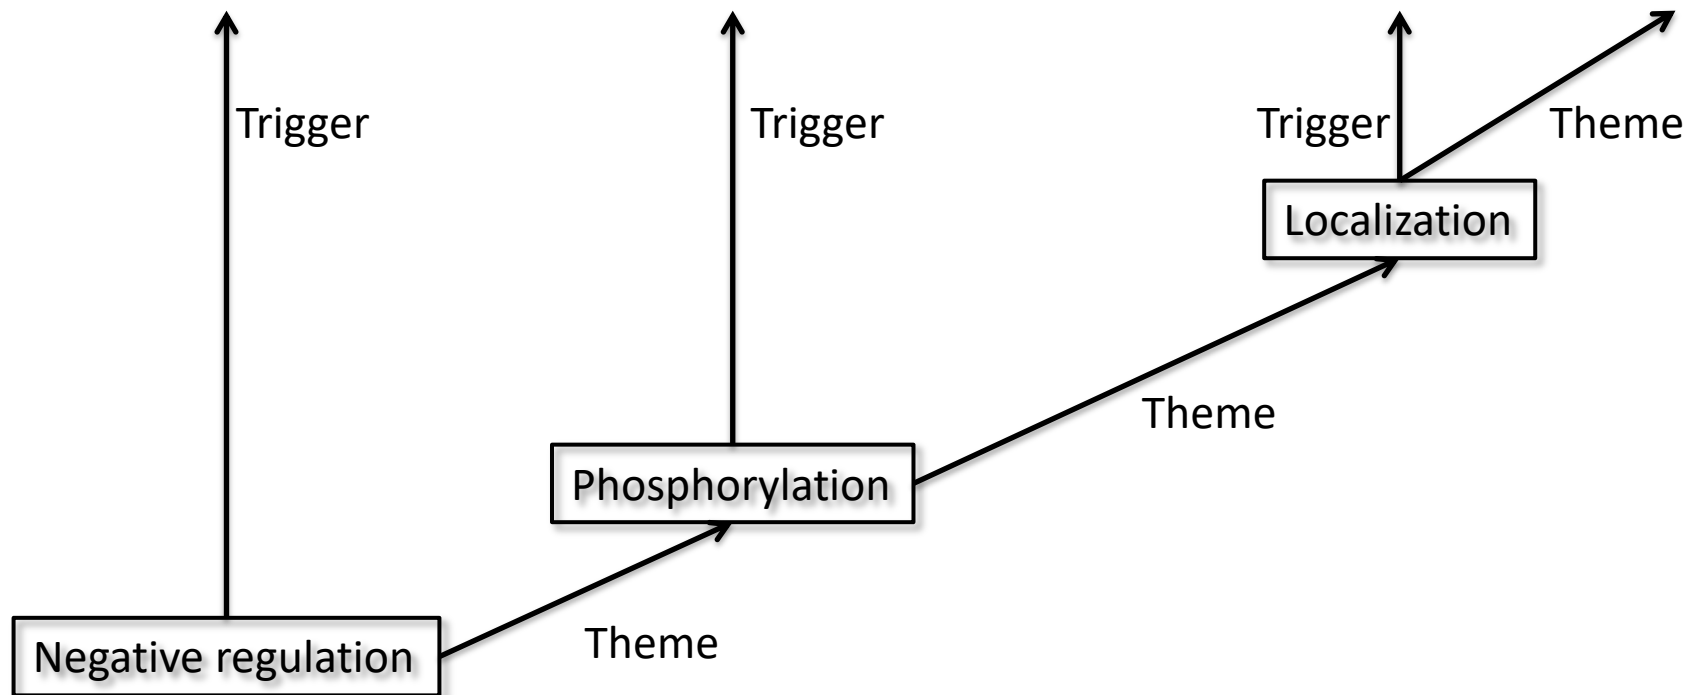 Trigger
Trigger
Trigger
Theme
Localization
Theme
Phosphorylation
Theme
Negative regulation